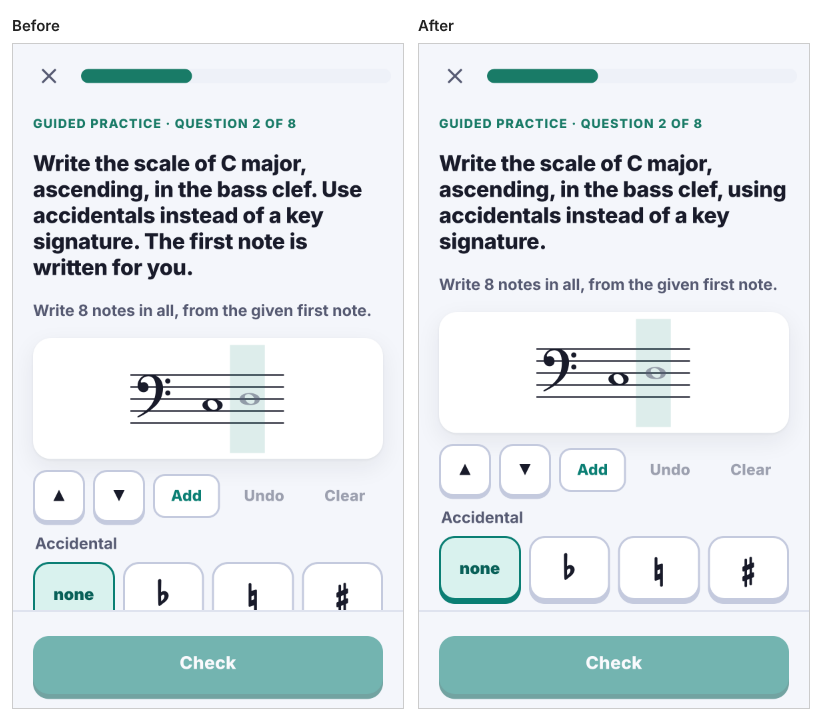 Before
GUIDED PRACTICE · QUESTION 2 OF 8
Write the scale of C major,
ascending, in the bass clef. Use
accidentals instead of a key
signature. The first note is
written for you.
Write 8 notes in all, from the given first note.
Add Undo Clear
Accidental
none
Check
After
GUIDED PRACTICE · QUESTION 2 OF 8
Write the scale of C major,
ascending, in the bass clef, using
accidentals instead of a key
signature.
Write 8 notes in all, from the given first note.
Add Undo Clear
Accidental
none
Check